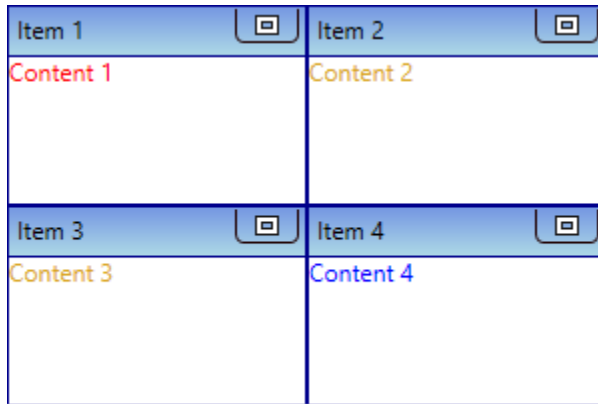 Item 1
Item 2
Content 1
Content 2
Item 3
Item 4
Content 3
Content 4